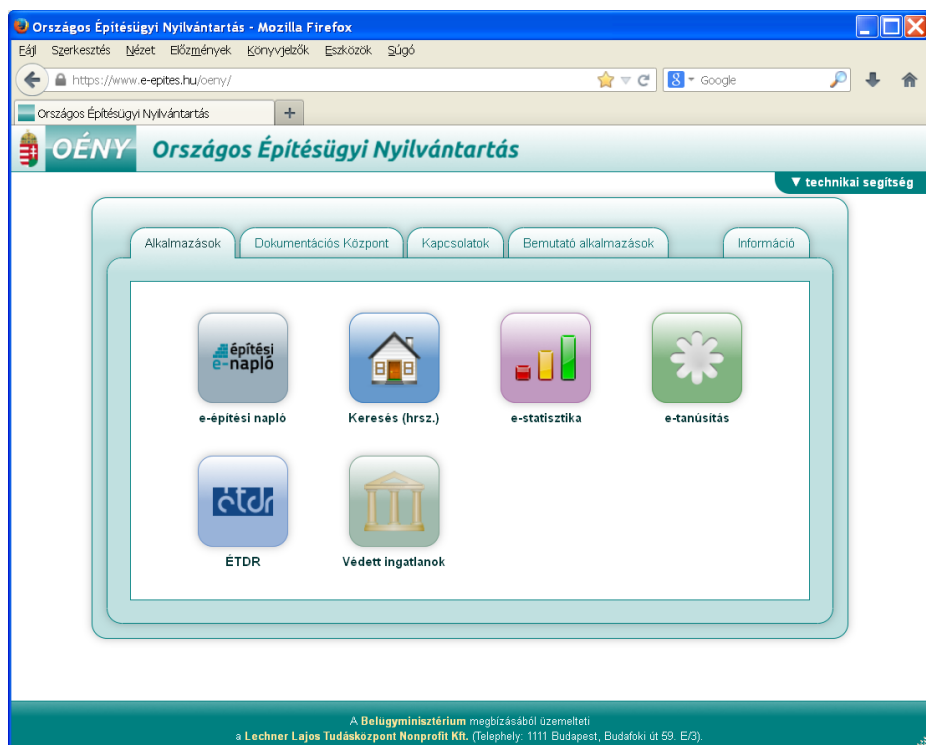 Országos Építésügyi Nyilvántartás - Mozilla Firefox
Fájl Szerkesztés Nézet Előzmények Könyvjelzők Eszközök Súgó
https://www.e-epites.hu/oeny/ Google
Országos Építésügyi Nyilvántartás +
OÉNY Országos Építésügyi Nyilvántartás
▼ technikai segítség
Alkalmazások Dokumentációs Központ Kapcsolatok Bemutató alkalmazások Információ
építési
e-napló
e-építési napló Keresés (hrsz.) e-statisztika e-tanúsítás
étdr
ÉTDR Védett ingatlanok
A Belügyminisztérium megbízásából üzemelteti
a Lechner Lajos Tudásközpont Nonprofit Kft. (Telephely: 1111 Budapest, Budafoki út 59. E/3).